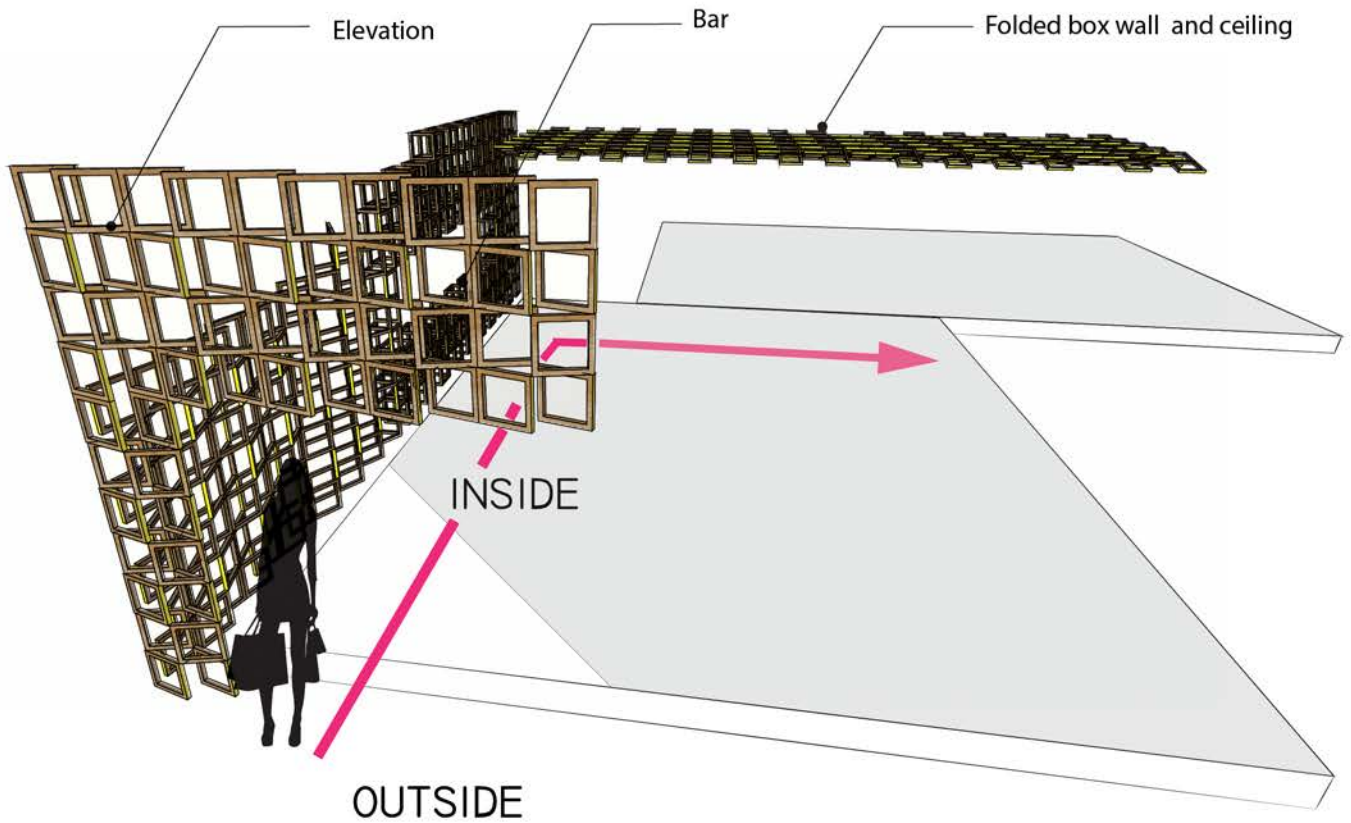 Elevation
Bar
Folded box wall and ceiling
INSIDE
OUTSIDE